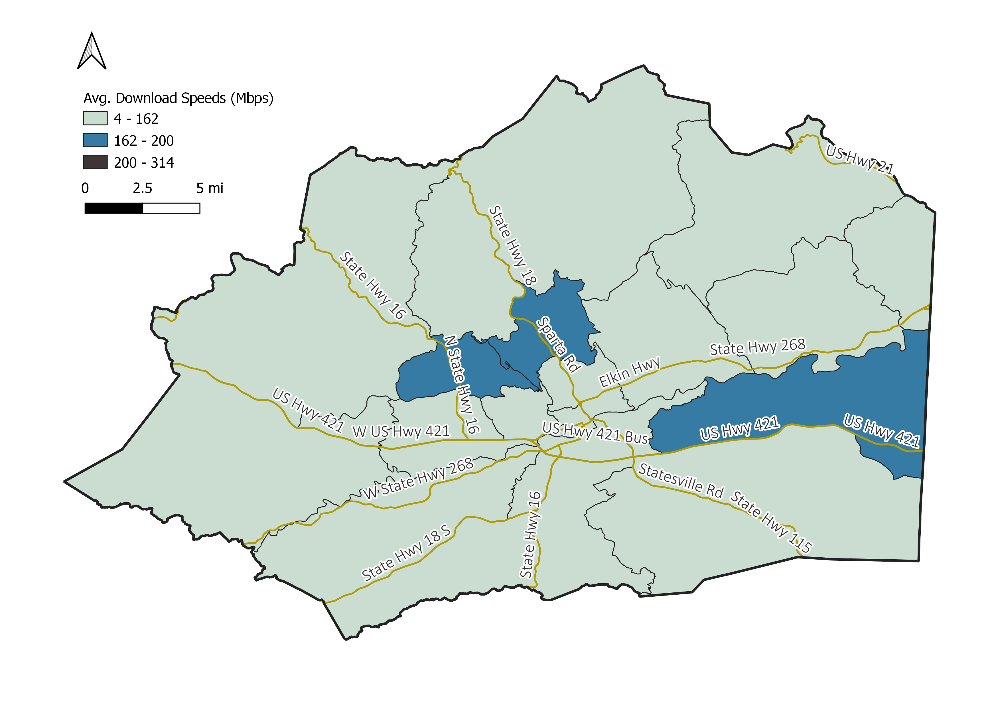 Avg. Download Speeds (Mbps)
4 - 162
162 - 200
200 - 314
0 2.5 5 mi
US Hwy 21
State Hwy 18
State Hwy 16
Sparta Rd
N State Hwy 16
State Hwy 268
Elkin Hwy
US Hwy 421
W US Hwy 421
US Hwy 421 Bus
US Hwy 421
US Hwy 421
W State Hwy 268
Statesville Rd
State Hwy 115
State Hwy 16
State Hwy 18 S